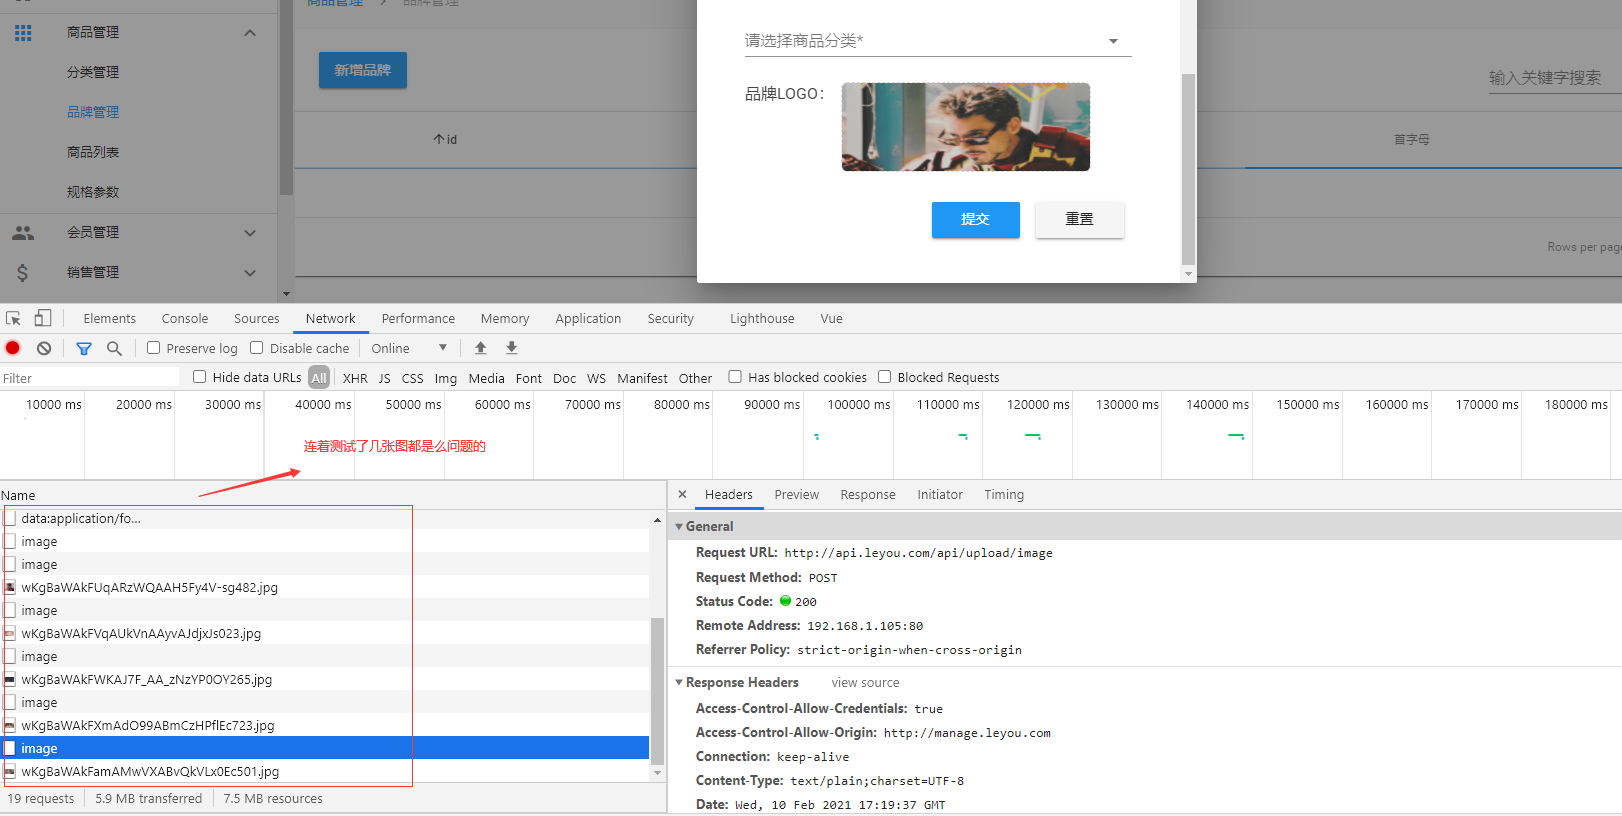 商品管理 > 品牌管理
商品管理
分类管理
品牌管理
商品列表
规格参数
会员管理
销售管理
新增品牌
输入关键字搜索
id
首字母
Rows per page
请选择商品分类*
品牌LOGO：
提交
重置
Elements Console Sources Network Performance Memory Application Security Lighthouse Vue
Preserve log Disable cache Online
Filter Hide data URLs All XHR JS CSS Img Media Font Doc WS Manifest Other Has blocked cookies Blocked Requests
10000 ms 20000 ms 30000 ms 40000 ms 50000 ms 60000 ms 70000 ms 80000 ms 90000 ms 100000 ms 110000 ms 120000 ms 130000 ms 140000 ms 150000 ms 160000 ms 170000 ms 180000 ms
连着测试了几张图都是么问题的
Name
data:application/fo...
image
image
wKgBaWAkFUqARzWQAAH5Fy4V-sg482.jpg
image
wKgBaWAkFVqAUkVnAAyvAJdjxJs023.jpg
image
wKgBaWAkFWKAJ7F_AA_zNzYP0OY265.jpg
image
wKgBaWAkFXmAdO99ABmCzHPflEc723.jpg
image
wKgBaWAkFamAMwVXABvQkVLx0Ec501.jpg
19 requests 5.9 MB transferred 7.5 MB resources
Headers Preview Response Initiator Timing
General
Request URL: http://api.leyou.com/api/upload/image
Request Method: POST
Status Code: 200
Remote Address: 192.168.1.105:80
Referrer Policy: strict-origin-when-cross-origin
Response Headers view source
Access-Control-Allow-Credentials: true
Access-Control-Allow-Origin: http://manage.leyou.com
Connection: keep-alive
Content-Type: text/plain;charset=UTF-8
Date: Wed, 10 Feb 2021 17:19:37 GMT